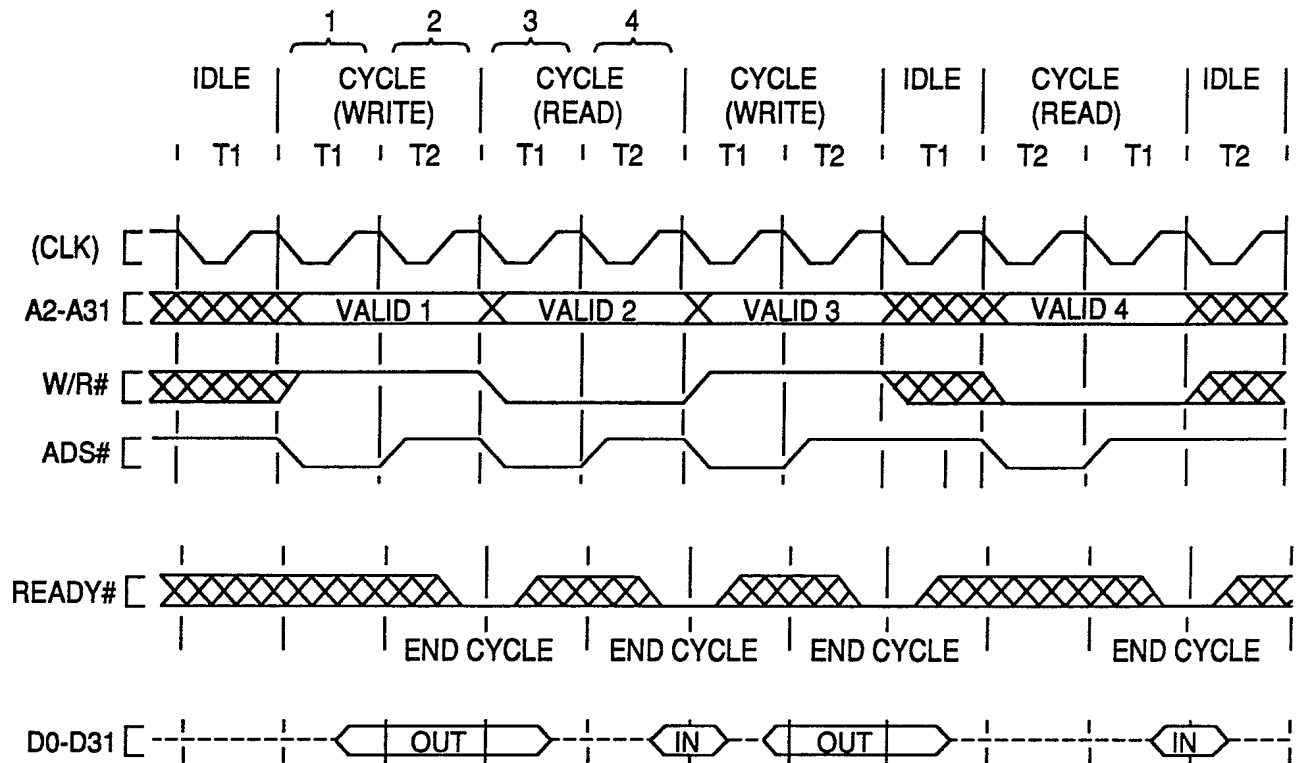 1 2 3 4
IDLE CYCLE CYCLE CYCLE IDLE CYCLE IDLE
(WRITE) (READ) (WRITE) (READ)
T1 T1 T2 T1 T2 T1 T2 T1 T2 T1 T2
(CLK)
A2-A31 VALID 1 VALID 2 VALID 3 VALID 4
W/R#
ADS#
READY#
END CYCLE END CYCLE END CYCLE END CYCLE
D0-D31 OUT IN OUT IN